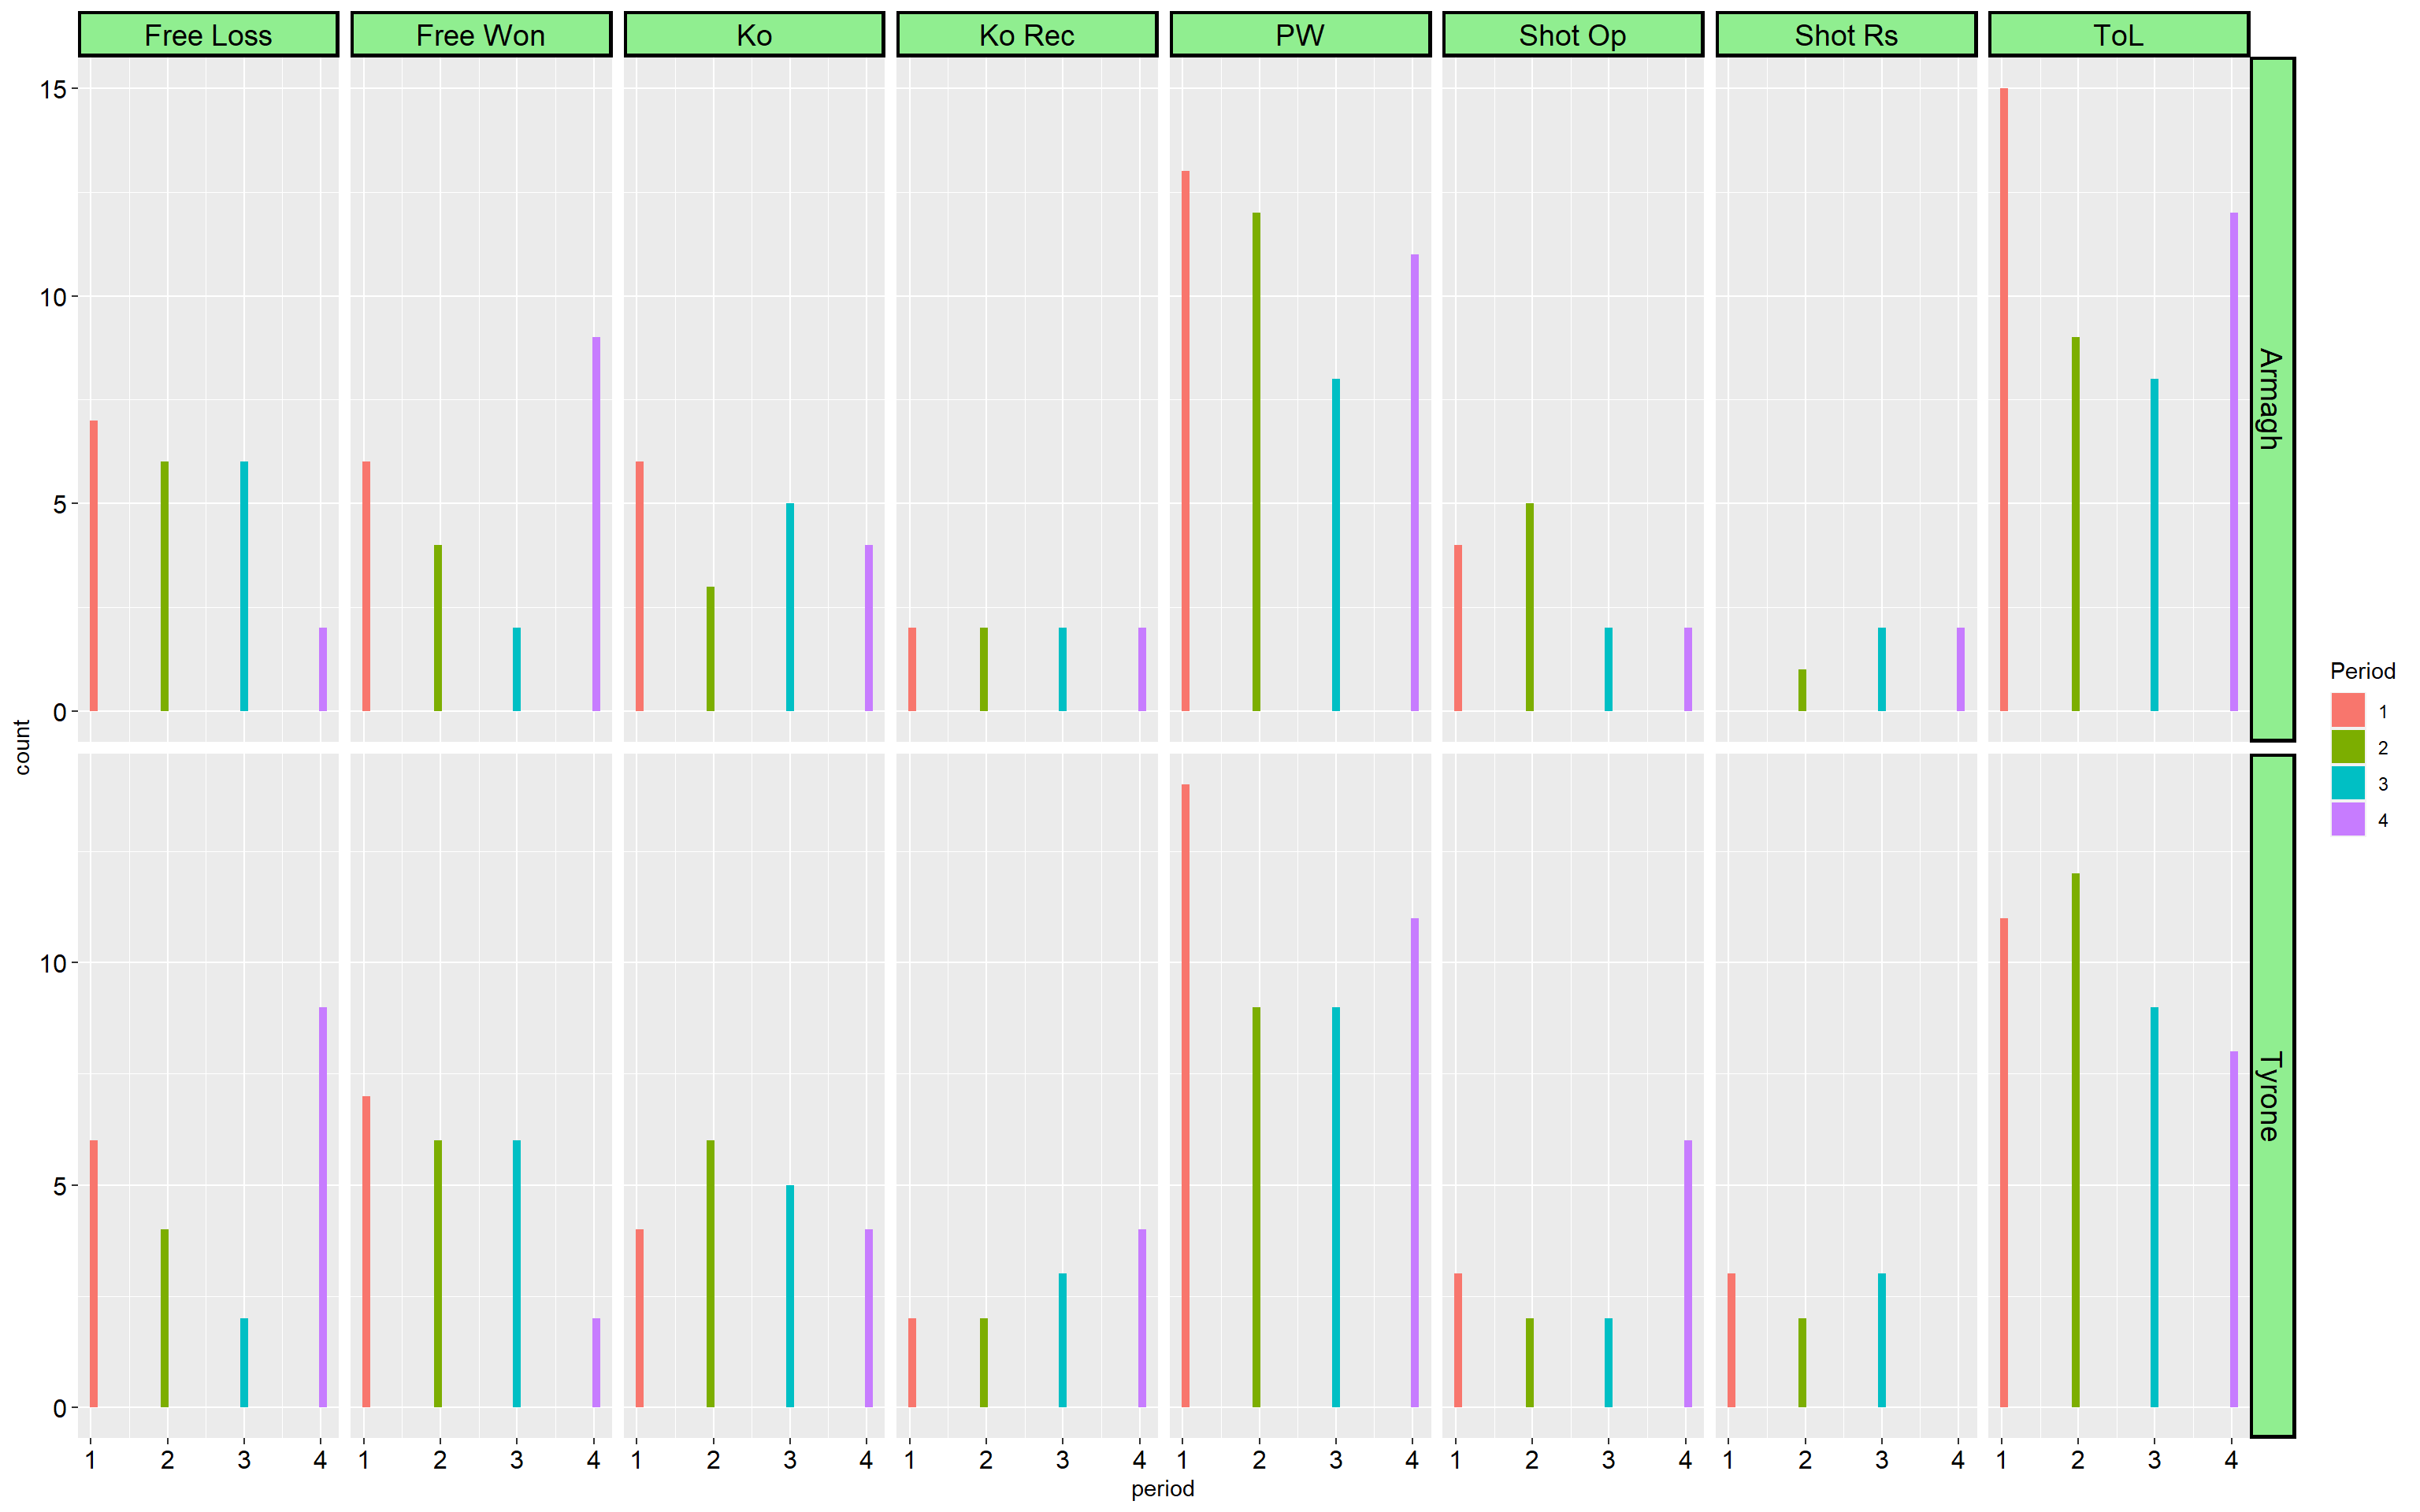 Free Loss Free Won Ko Ko Rec PW Shot Op Shot Rs ToL
15
10
5
0
Armagh
count
10
5
0
Tyrone
1 2 3 4 1 2 3 4 1 2 3 4 1 2 3 4 1 2 3 4 1 2 3 4 1 2 3 4 1 2 3 4
period
Period
1
2
3
4